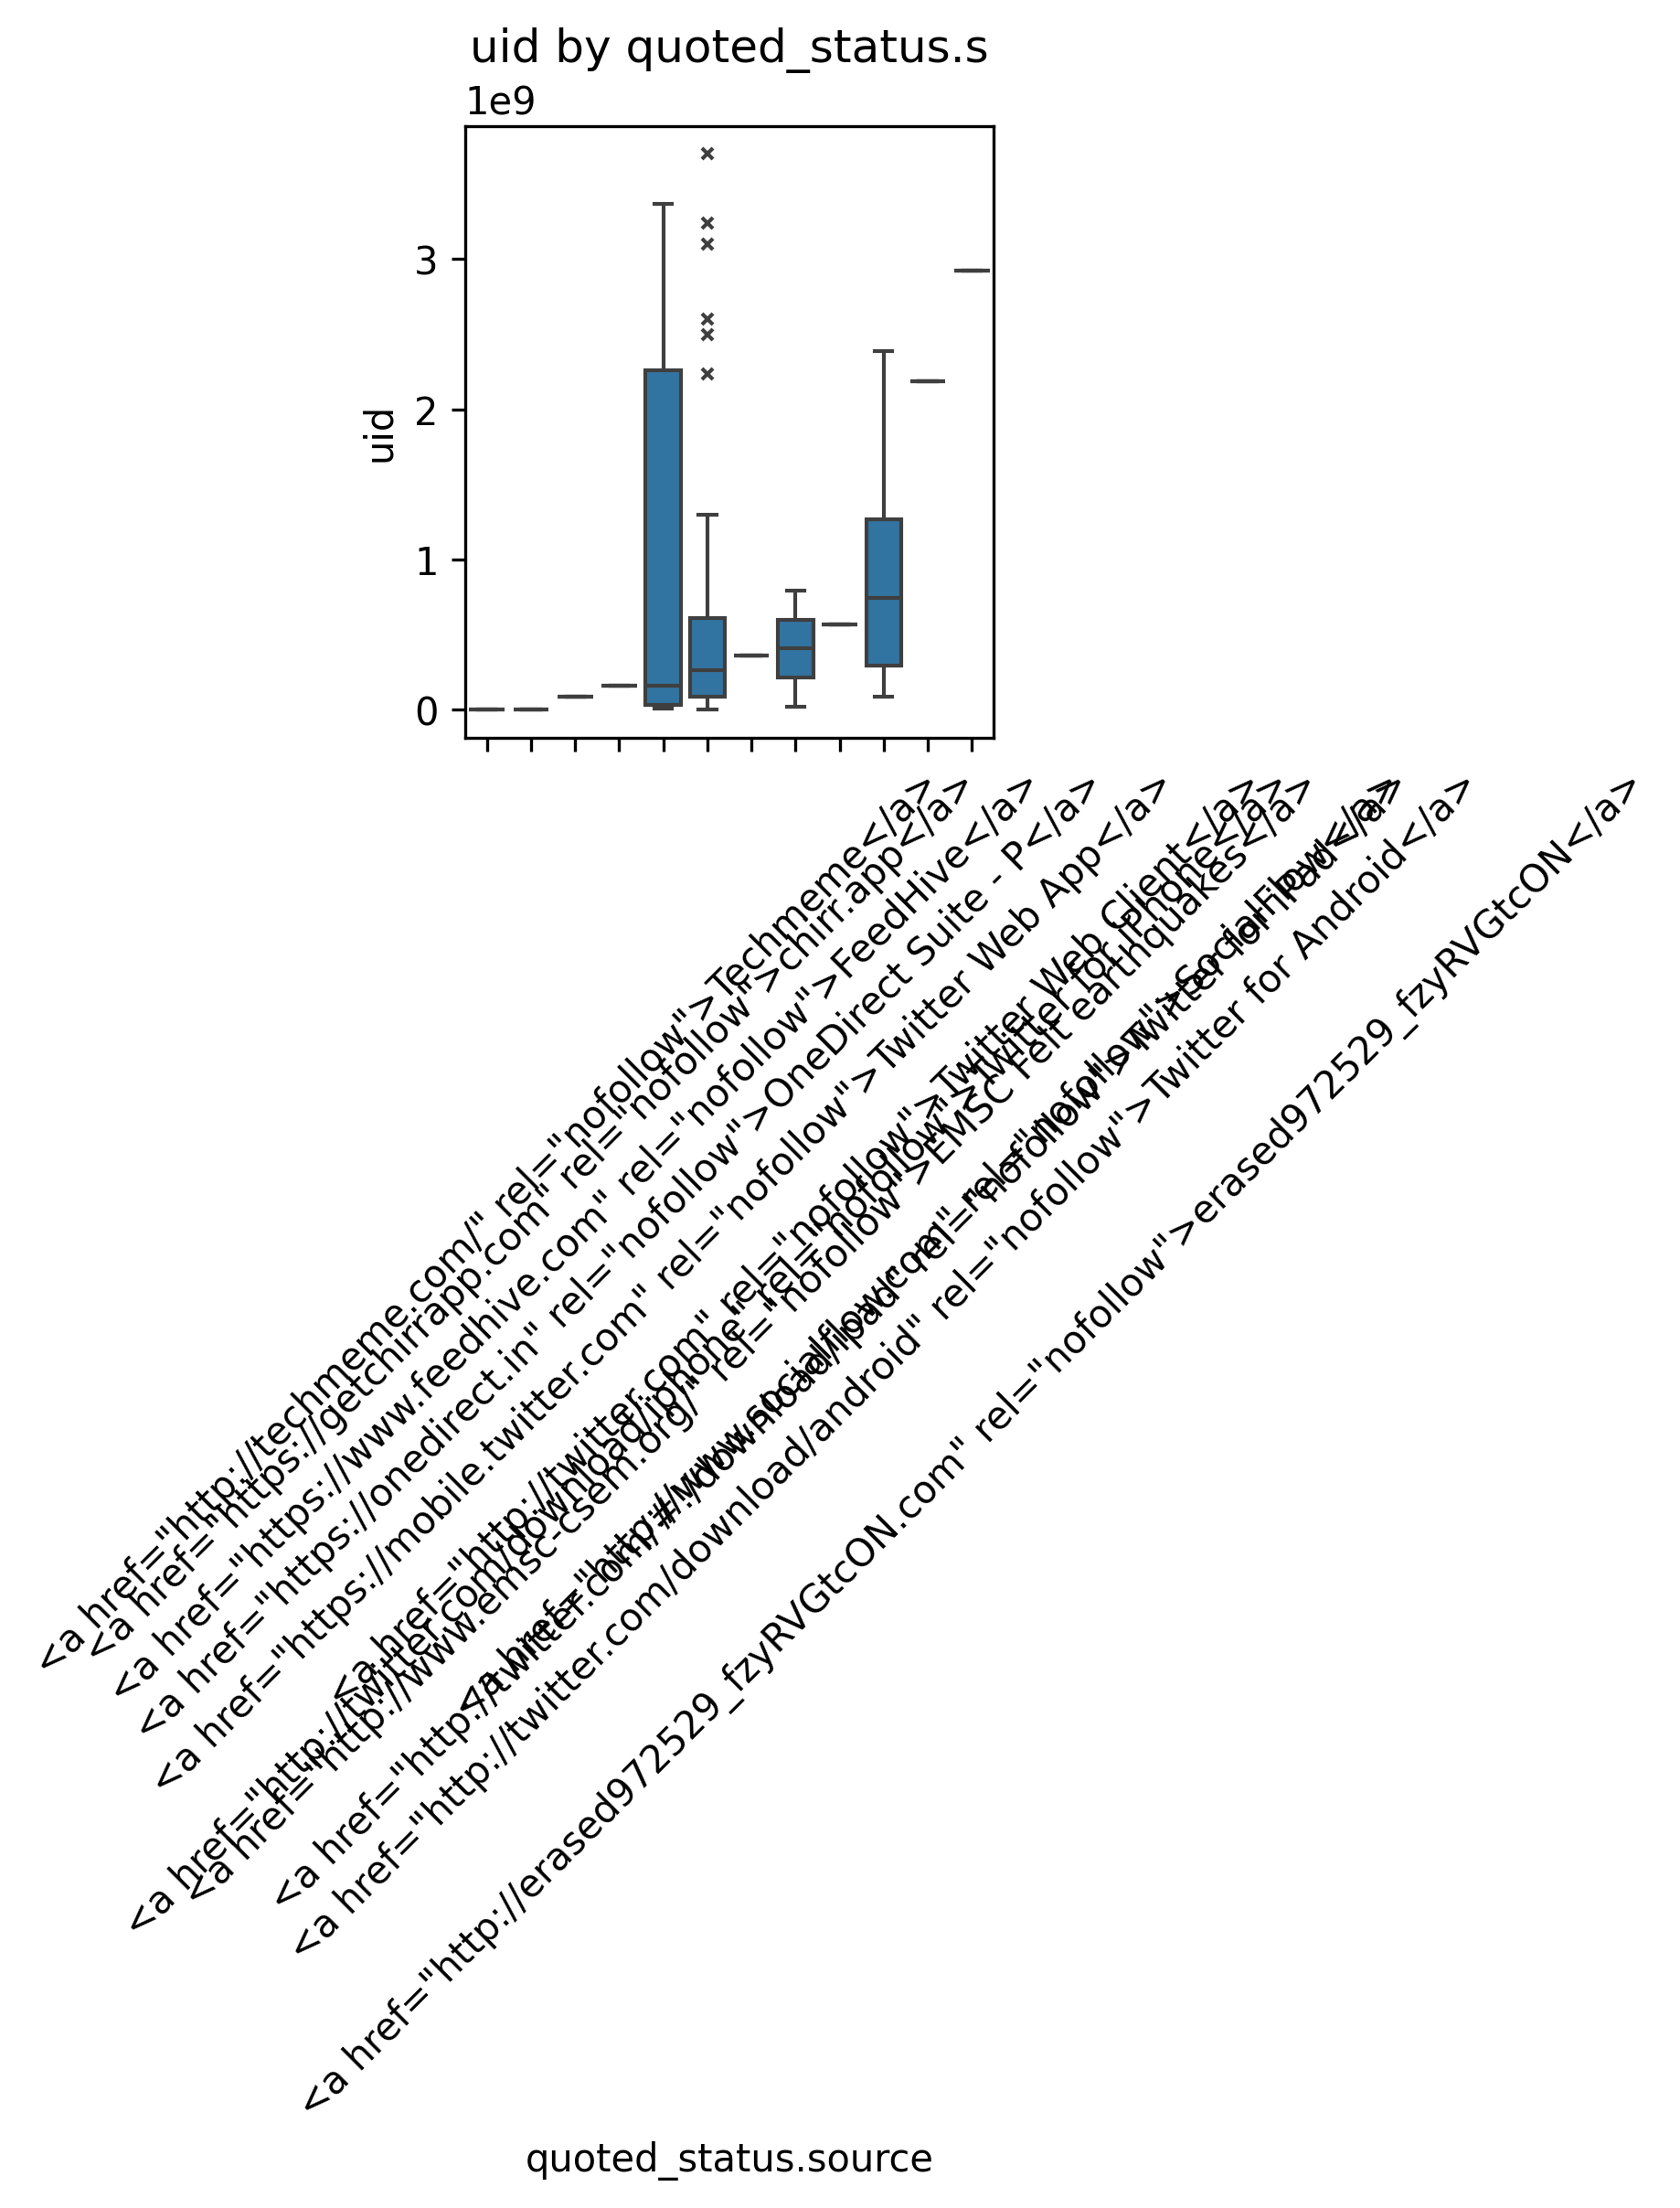 uid by quoted_status.s
1e9
3
2
1
0
uid
<a href="http://techmeme.com/" rel="nofollow">Techmeme</a>
<a href="https://getchirrapp.com" rel="nofollow">chirr.app</a>
<a href="https://www.feedhive.com" rel="nofollow">FeedHive</a>
<a href="https://onedirect.in" rel="nofollow">OneDirect Suite - P</a>
<a href="https://mobile.twitter.com" rel="nofollow">Twitter Web App</a>
<a href="http://twitter.com/download/iphone" rel="nofollow">Twitter for iPhone</a>
<a href="http://www.emsc-csem.org/" rel="nofollow">EMSC Felt earthquakes</a>
<a href="http://twitter.com" rel="nofollow">Twitter Web Client</a>
<a href="http://twitter.com/#!/download/ipad" rel="nofollow">Twitter for iPad</a>
<a href="http://twitter.com/download/android" rel="nofollow">Twitter for Android</a>
<a href="http://www.socialflow.com" rel="nofollow">SocialFlow</a>
<a href="http://erased972529_fzyRVGtcON.com" rel="nofollow">erased972529_fzyRVGtcON</a>
quoted_status.source